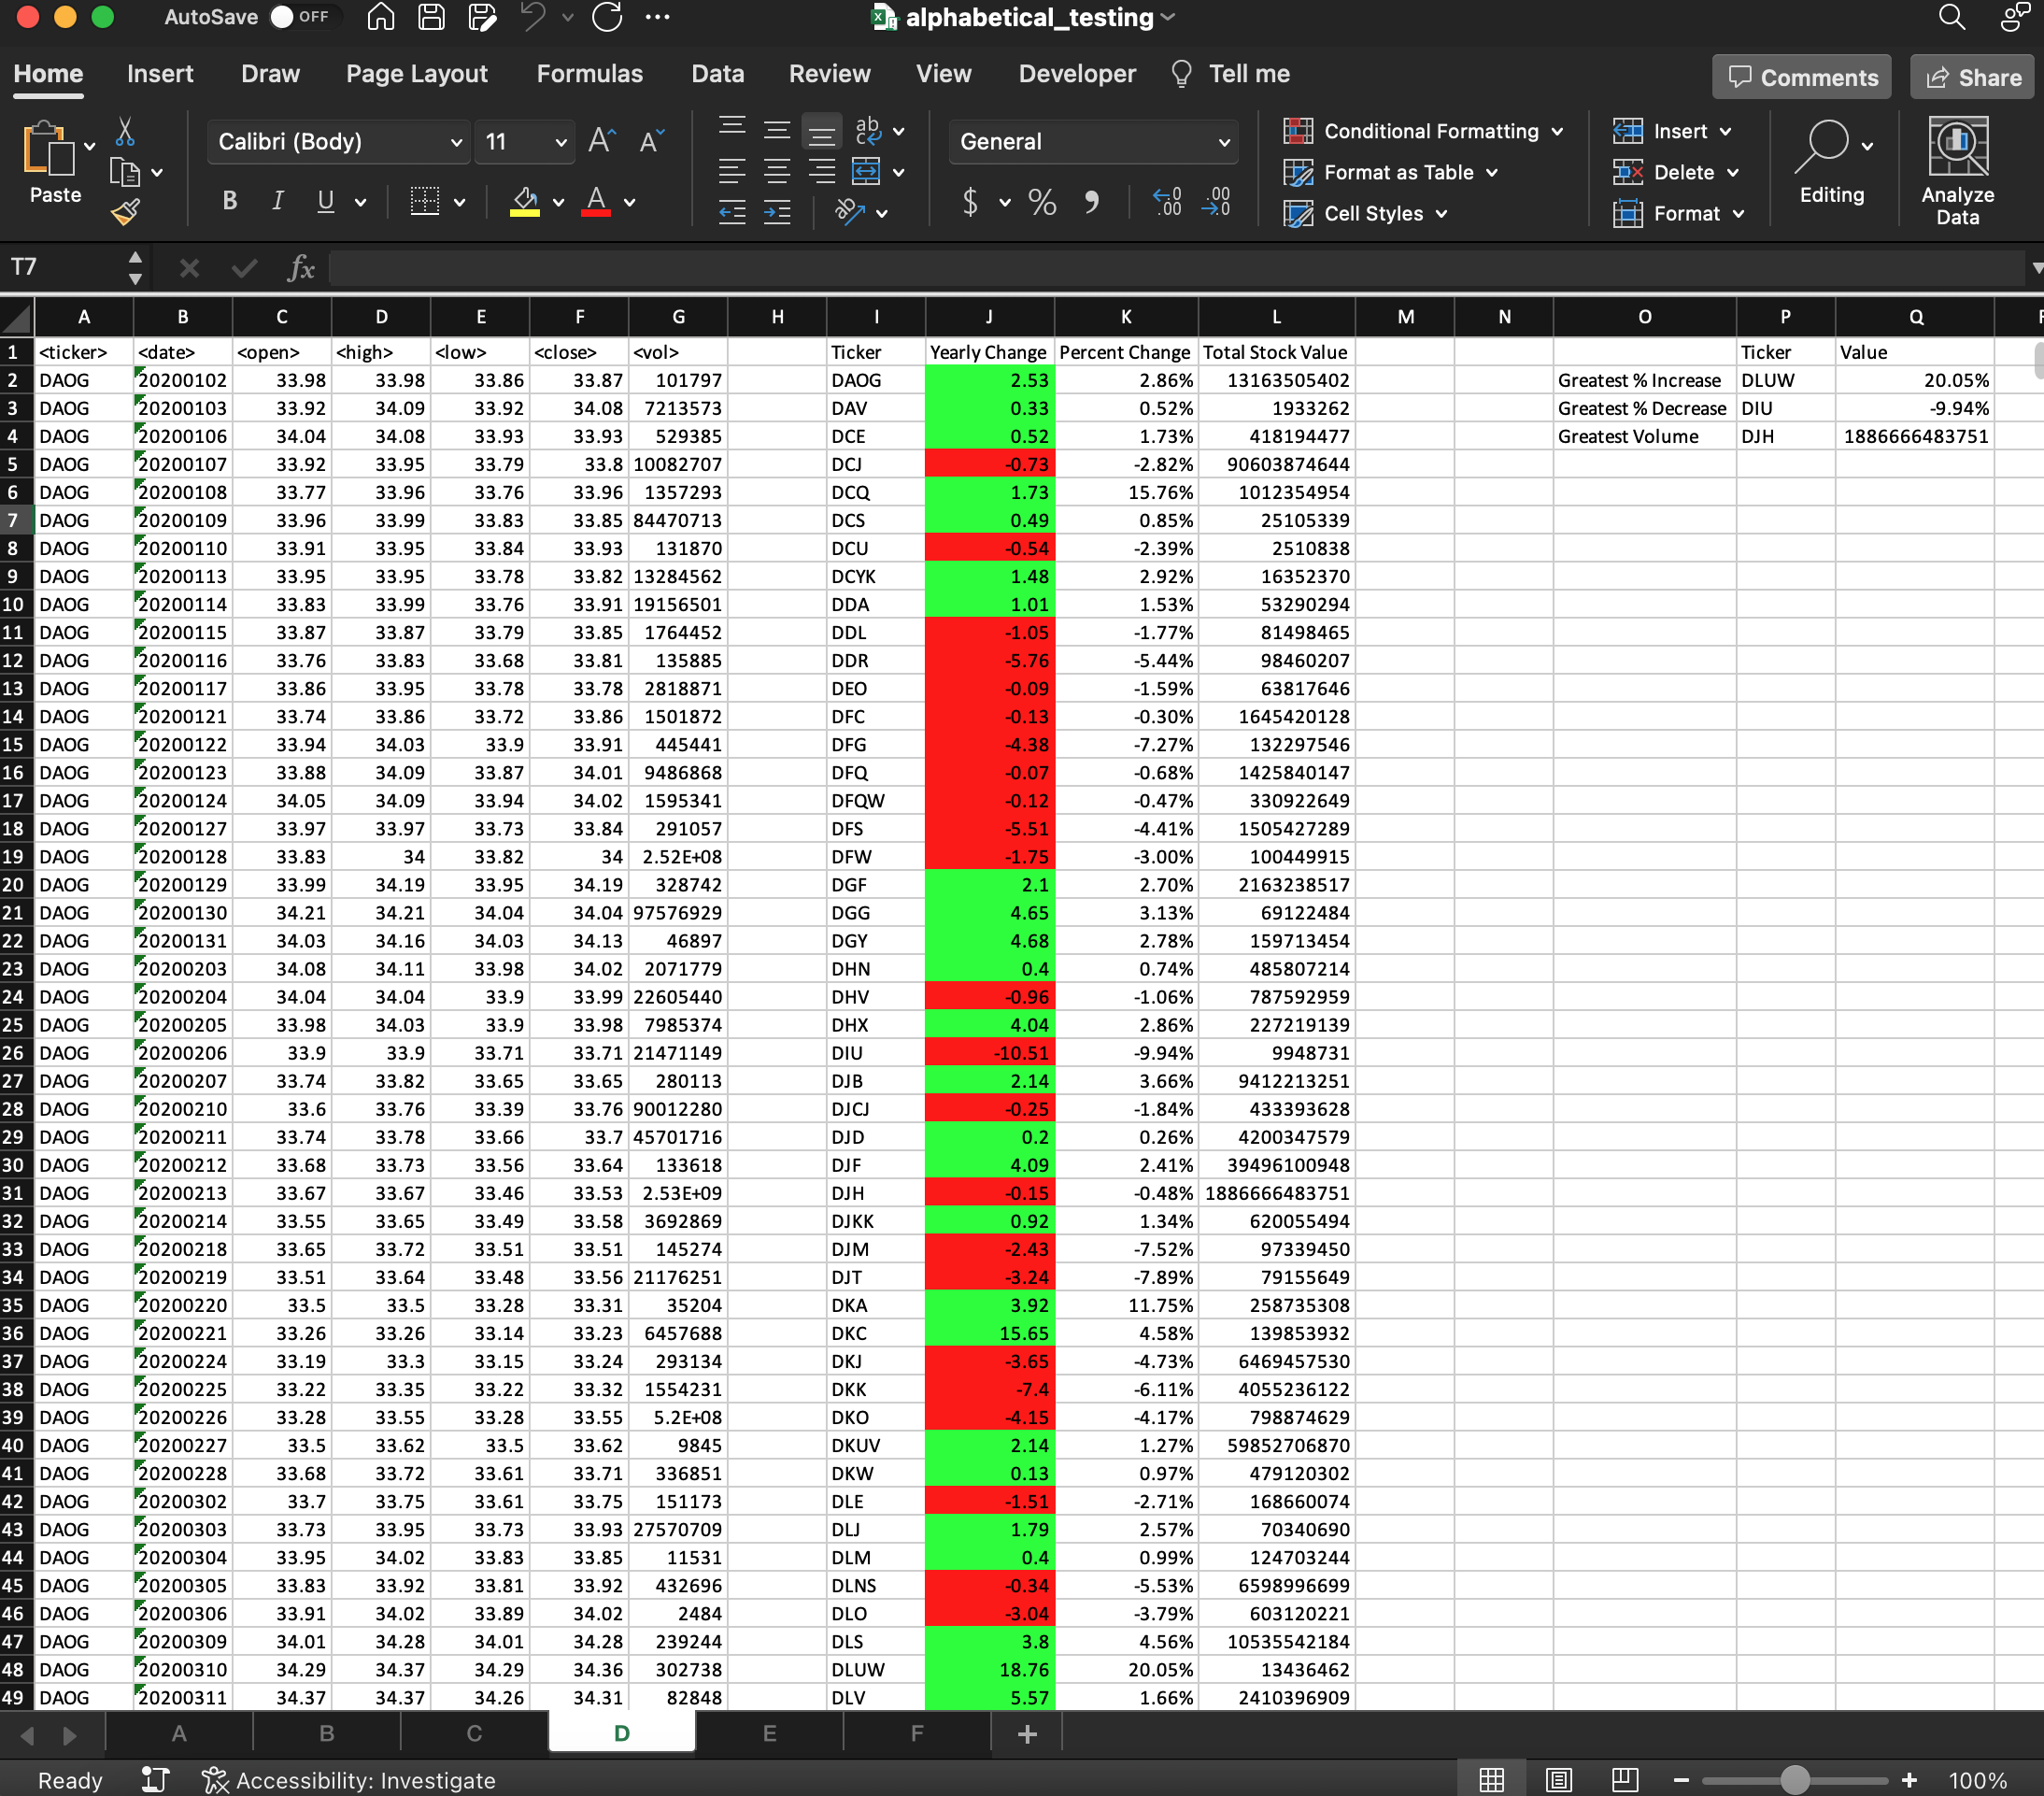 AutoSave OFF alphabetical_testing
Home Insert Draw Page Layout Formulas Data Review View Developer Tell me Comments Share
Paste Calibri (Body) 11 General Conditional Formatting Format as Table Cell Styles Insert Delete Format Editing Analyze Data
T7 fx
A B C D E F G H I J K L M N O P Q
1 <ticker> <date> <open> <high> <low> <close> <vol> Ticker Yearly Change Percent Change Total Stock Value Ticker Value
2 DAOG 20200102 33.98 33.98 33.86 33.87 101797 DAOG 2.53 2.86% 13163505402 Greatest % Increase DLUW 20.05%
3 DAOG 20200103 33.92 34.09 33.92 34.08 7213573 DAV 0.33 0.52% 1933262 Greatest % Decrease DIU -9.94%
4 DAOG 20200106 34.04 34.08 33.93 33.93 529385 DCE 0.52 1.73% 418194477 Greatest Volume DJH 1886666483751
5 DAOG 20200107 33.92 33.95 33.79 33.8 10082707 DCJ -0.73 -2.82% 90603874644
6 DAOG 20200108 33.77 33.96 33.76 33.96 1357293 DCQ 1.73 15.76% 1012354954
7 DAOG 20200109 33.96 33.99 33.83 33.85 84470713 DCS 0.49 0.85% 25105339
8 DAOG 20200110 33.91 33.95 33.84 33.93 131870 DCU -0.54 -2.39% 2510838
9 DAOG 20200113 33.95 33.95 33.78 33.82 13284562 DCYK 1.48 2.92% 16352370
10 DAOG 20200114 33.83 33.99 33.76 33.91 19156501 DDA 1.01 1.53% 53290294
11 DAOG 20200115 33.87 33.87 33.79 33.85 1764452 DDL -1.05 -1.77% 81498465
12 DAOG 20200116 33.76 33.83 33.68 33.81 135885 DDR -5.76 -5.44% 98460207
13 DAOG 20200117 33.86 33.95 33.78 33.78 2818871 DEO -0.09 -1.59% 63817646
14 DAOG 20200121 33.74 33.86 33.72 33.86 1501872 DFC -0.13 -0.30% 1645420128
15 DAOG 20200122 33.94 34.03 33.9 33.91 445441 DFG -4.38 -7.27% 132297546
16 DAOG 20200123 33.88 34.09 33.87 34.01 9486868 DFQ -0.07 -0.68% 1425840147
17 DAOG 20200124 34.05 34.09 33.94 34.02 1595341 DFQW -0.12 -0.47% 330922649
18 DAOG 20200127 33.97 33.97 33.73 33.84 291057 DFS -5.51 -4.41% 1505427289
19 DAOG 20200128 33.83 34 33.82 34 2.52E+08 DFW -1.75 -3.00% 100449915
20 DAOG 20200129 33.99 34.19 33.95 34.19 328742 DGF 2.1 2.70% 2163238517
21 DAOG 20200130 34.21 34.21 34.04 34.04 97576929 DGG 4.65 3.13% 69122484
22 DAOG 20200131 34.03 34.16 34.03 34.13 46897 DGY 4.68 2.78% 159713454
23 DAOG 20200203 34.08 34.11 33.98 34.02 2071779 DHN 0.4 0.74% 485807214
24 DAOG 20200204 34.04 34.04 33.9 33.99 22605440 DHV -0.96 -1.06% 787592959
25 DAOG 20200205 33.98 34.03 33.9 33.98 7985374 DHX 4.04 2.86% 227219139
26 DAOG 20200206 33.9 33.9 33.71 33.71 21471149 DIU -10.51 -9.94% 9948731
27 DAOG 20200207 33.74 33.82 33.65 33.65 280113 DJB 2.14 3.66% 9412213251
28 DAOG 20200210 33.6 33.76 33.39 33.76 90012280 DJCJ -0.25 -1.84% 433393628
29 DAOG 20200211 33.74 33.78 33.66 33.7 45701716 DJD 0.2 0.26% 4200347579
30 DAOG 20200212 33.68 33.73 33.56 33.64 133618 DJF 4.09 2.41% 39496100948
31 DAOG 20200213 33.67 33.67 33.46 33.53 2.53E+09 DJH -0.15 -0.48% 1886666483751
32 DAOG 20200214 33.55 33.65 33.49 33.58 3692869 DJKK 0.92 1.34% 620055494
33 DAOG 20200218 33.65 33.72 33.51 33.51 145274 DJM -2.43 -7.52% 97339450
34 DAOG 20200219 33.51 33.64 33.48 33.56 21176251 DJT -3.24 -7.89% 79155649
35 DAOG 20200220 33.5 33.5 33.28 33.31 35204 DKA 3.92 11.75% 258735308
36 DAOG 20200221 33.26 33.26 33.14 33.23 6457688 DKC 15.65 4.58% 139853932
37 DAOG 20200224 33.19 33.3 33.15 33.24 293134 DKJ -3.65 -4.73% 6469457530
38 DAOG 20200225 33.22 33.35 33.22 33.32 1554231 DKK -7.4 -6.11% 4055236122
39 DAOG 20200226 33.28 33.55 33.28 33.55 5.2E+08 DKO -4.15 -4.17% 798874629
40 DAOG 20200227 33.5 33.62 33.5 33.62 9845 DKUV 2.14 1.27% 59852706870
41 DAOG 20200228 33.68 33.72 33.61 33.71 336851 DKW 0.13 0.97% 479120302
42 DAOG 20200302 33.7 33.75 33.61 33.75 151173 DLE -1.51 -2.71% 168660074
43 DAOG 20200303 33.73 33.95 33.73 33.93 27570709 DLJ 1.79 2.57% 70340690
44 DAOG 20200304 33.95 34.02 33.83 33.85 11531 DLM 0.4 0.99% 124703244
45 DAOG 20200305 33.83 33.92 33.81 33.92 432696 DLNS -0.34 -5.53% 6598996699
46 DAOG 20200306 33.91 34.02 33.89 34.02 2484 DLO -3.04 -3.79% 603120221
47 DAOG 20200309 34.01 34.28 34.01 34.28 239244 DLS 3.8 4.56% 10535542184
48 DAOG 20200310 34.29 34.37 34.29 34.36 302738 DLUW 18.76 20.05% 13436462
49 DAOG 20200311 34.37 34.37 34.26 34.31 82848 DLV 5.57 1.66% 2410396909
A B C D E F +
Ready Accessibility: Investigate 100%